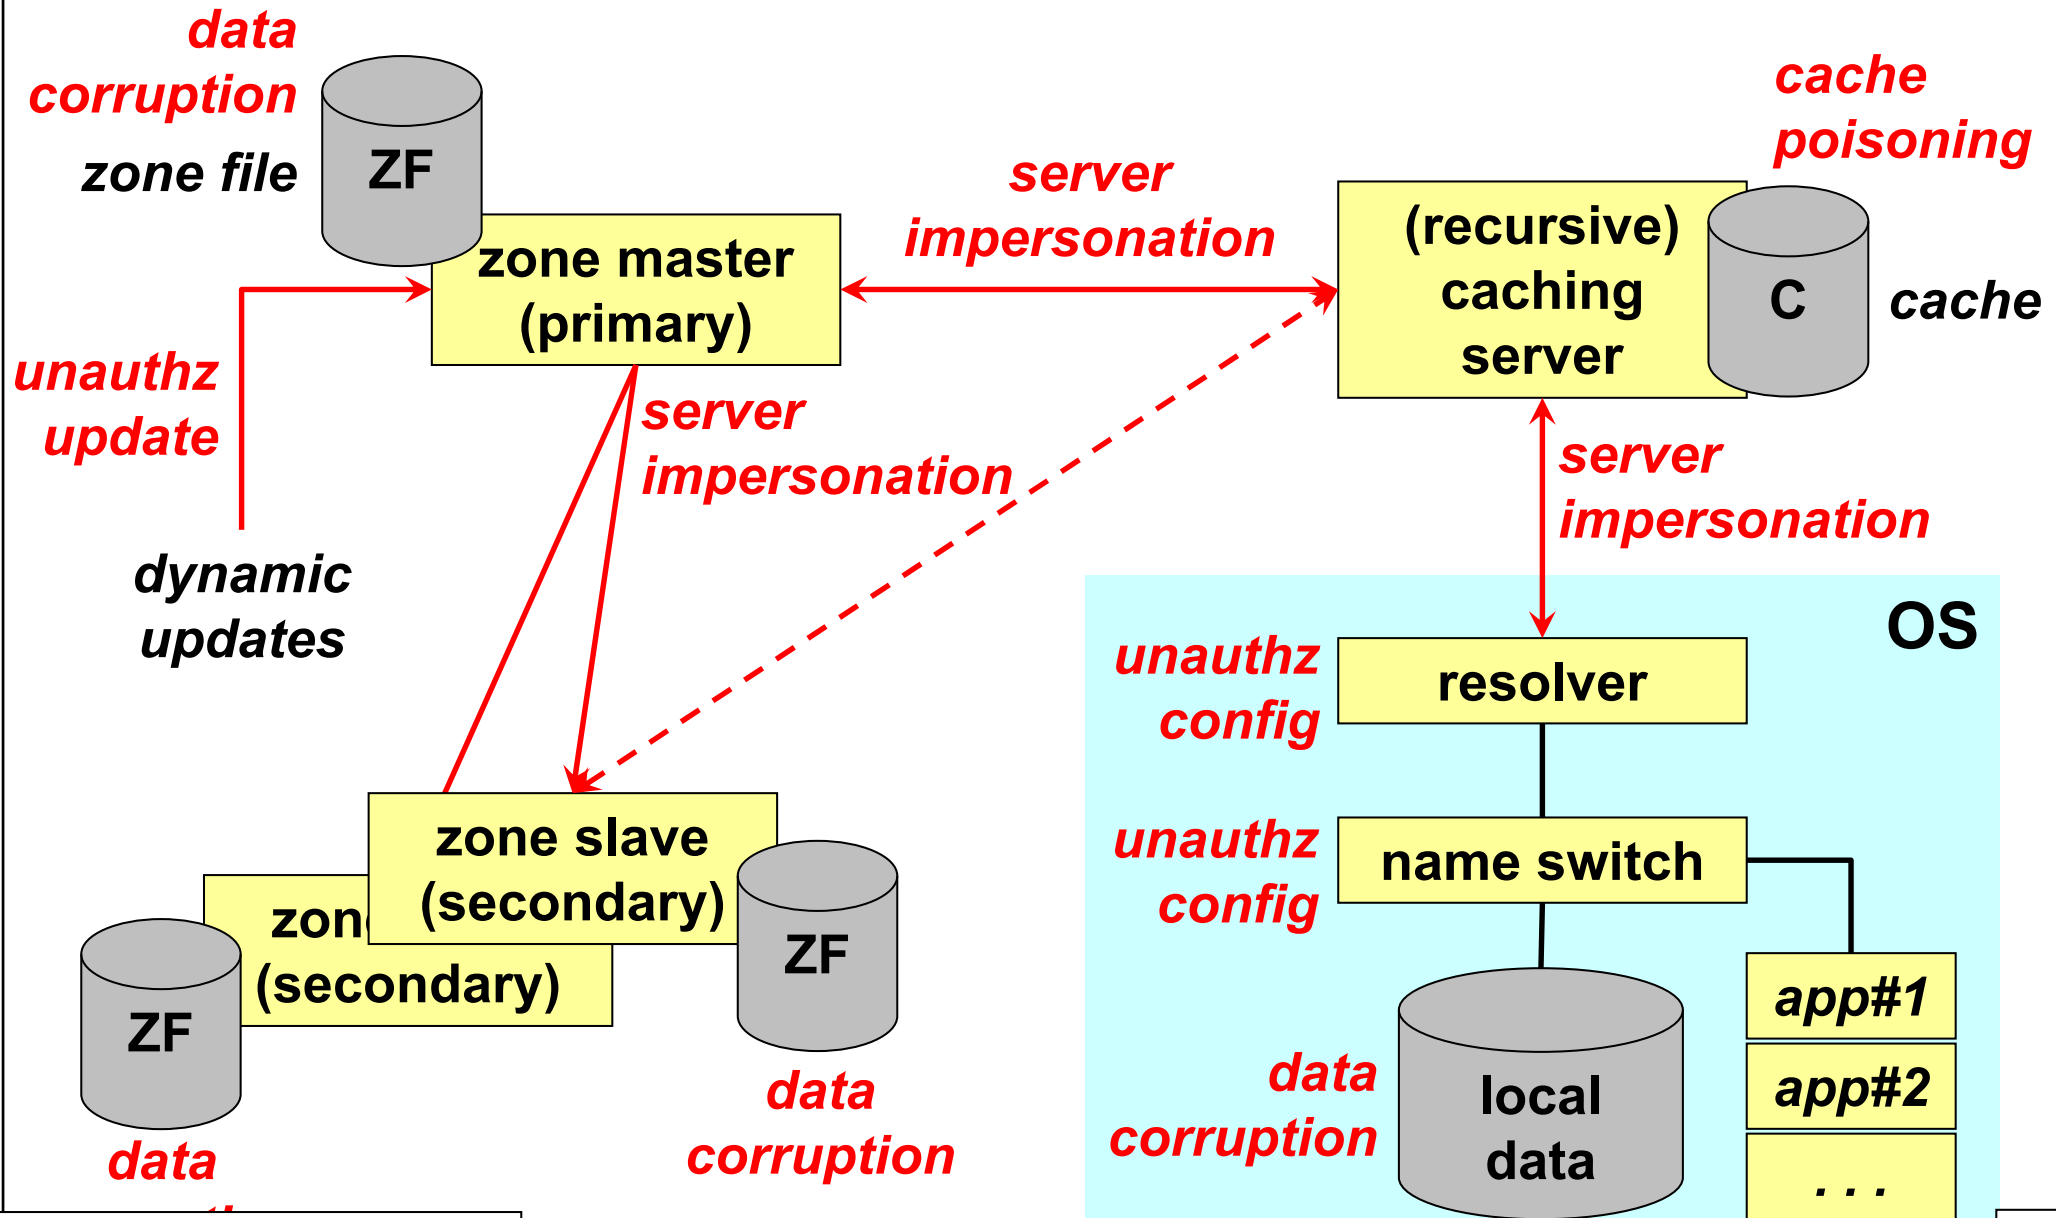 data
corruption
zone file
ZF
zone master
(primary)
server
impersonation
cache
poisoning
(recursive)
caching
server
C
cache
unauthz
update
dynamic
updates
server
impersonation
server
impersonation
OS
unauthz
config
resolver
unauthz
config
name switch
zone slave
(secondary)
ZF
data
corruption
(secondary)
ZF
data
data
corruption
local
data
app#1
app#2
. . .